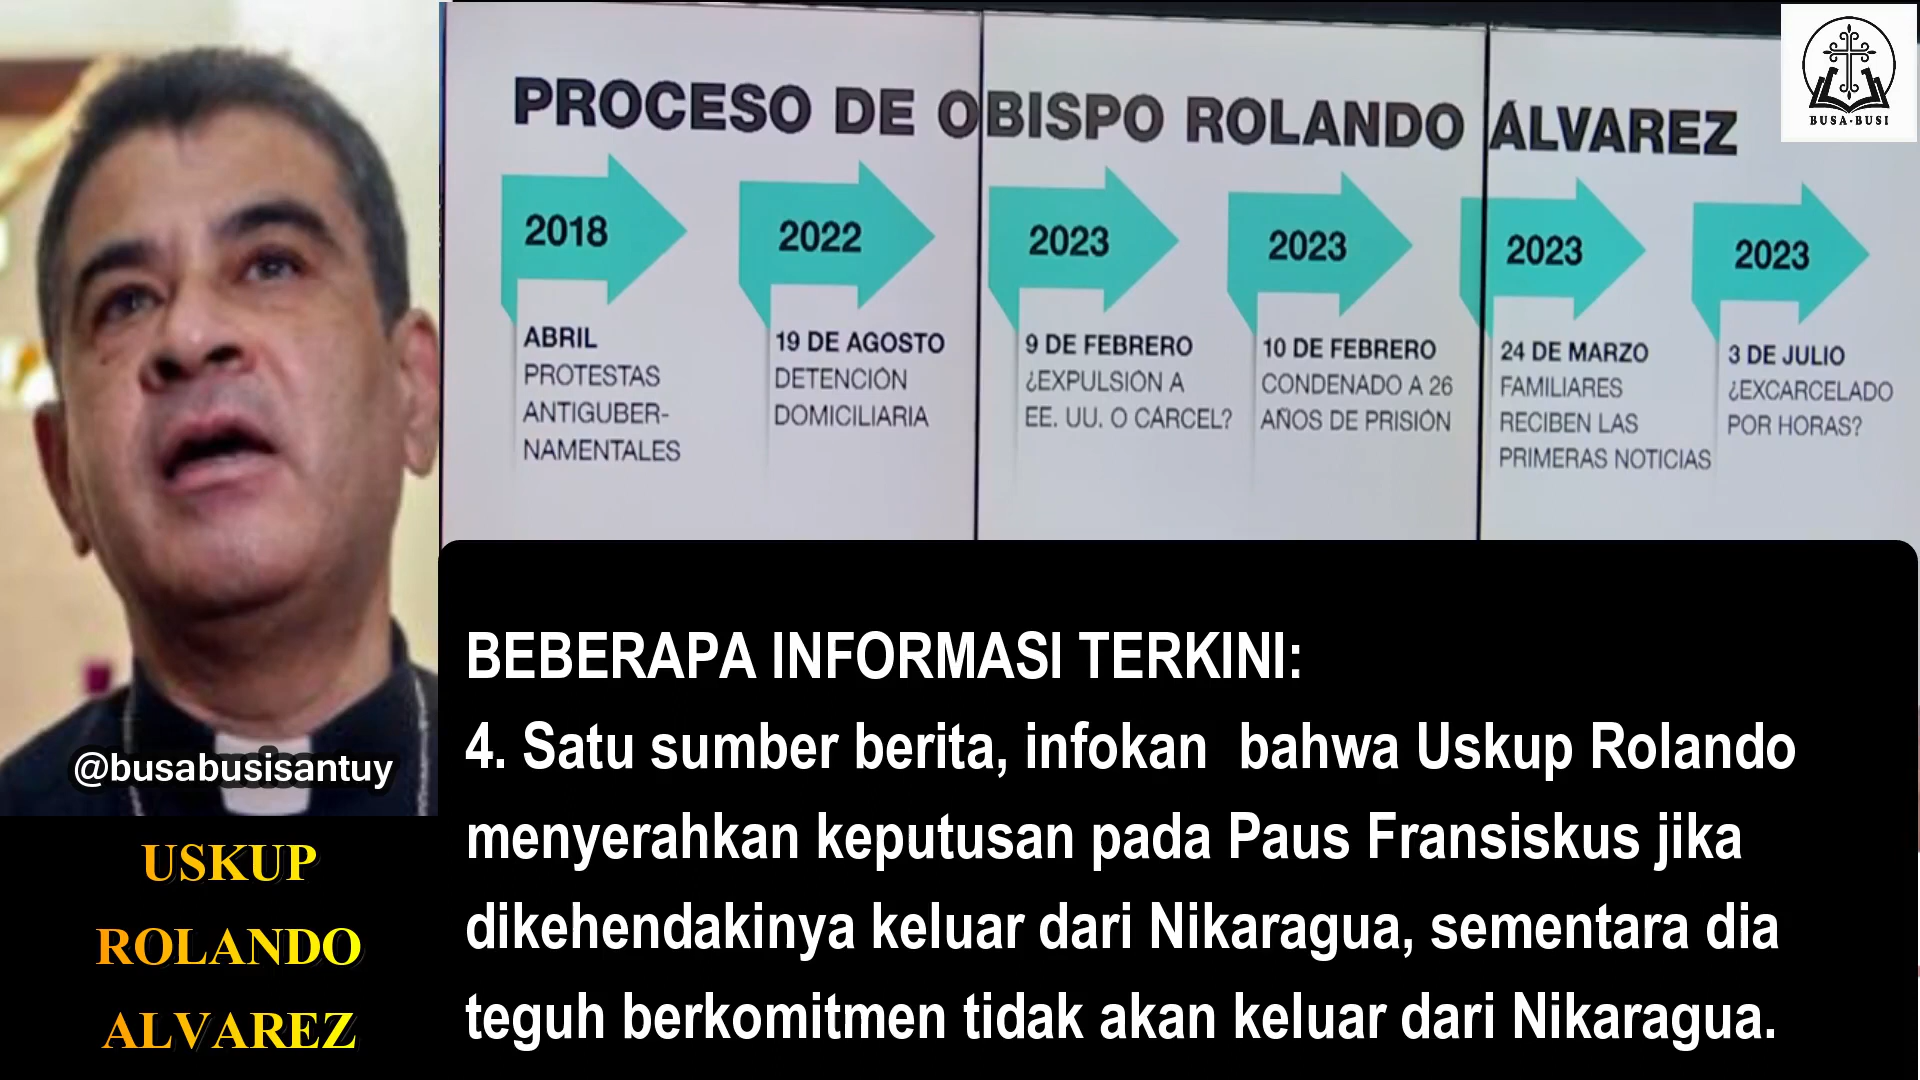 PROCESO DE OBISPO ROLANDO ÁLVAREZ
BUSA·BUSI
2018
ABRIL
PROTESTAS
ANTIGUBER-
NAMENTALES
2022
19 DE AGOSTO
DETENCIÓN
DOMICILIARIA
2023
9 DE FEBRERO
¿EXPULSIÓN A
EE. UU. O CÁRCEL?
2023
10 DE FEBRERO
CONDENADO A 26
AÑOS DE PRISIÓN
2023
24 DE MARZO
FAMILIARES
RECIBEN LAS
PRIMERAS NOTICIAS
2023
3 DE JULIO
¿EXCARCELADO
POR HORAS?
@busabusisantuy
USKUP
ROLANDO
ALVAREZ
BEBERAPA INFORMASI TERKINI:
4. Satu sumber berita, infokan  bahwa Uskup Rolando
menyerahkan keputusan pada Paus Fransiskus jika
dikehendakinya keluar dari Nikaragua, sementara dia
teguh berkomitmen tidak akan keluar dari Nikaragua.